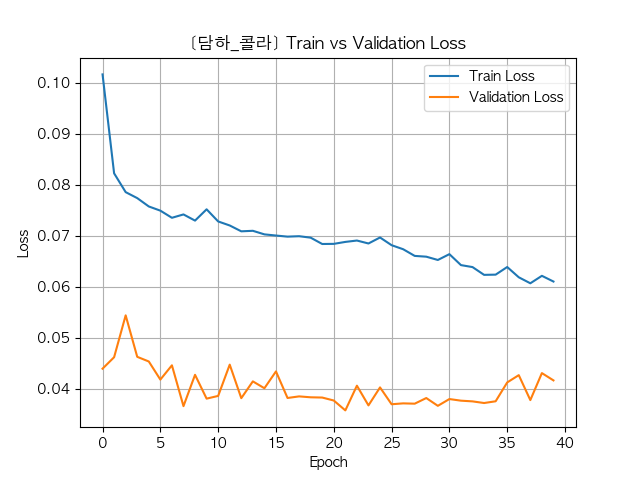 [담하_콜라] Train vs Validation Loss
Train Loss
Validation Loss
Loss
0.10
0.09
0.08
0.07
0.06
0.05
0.04
0 5 10 15 20 25 30 35 40
Epoch